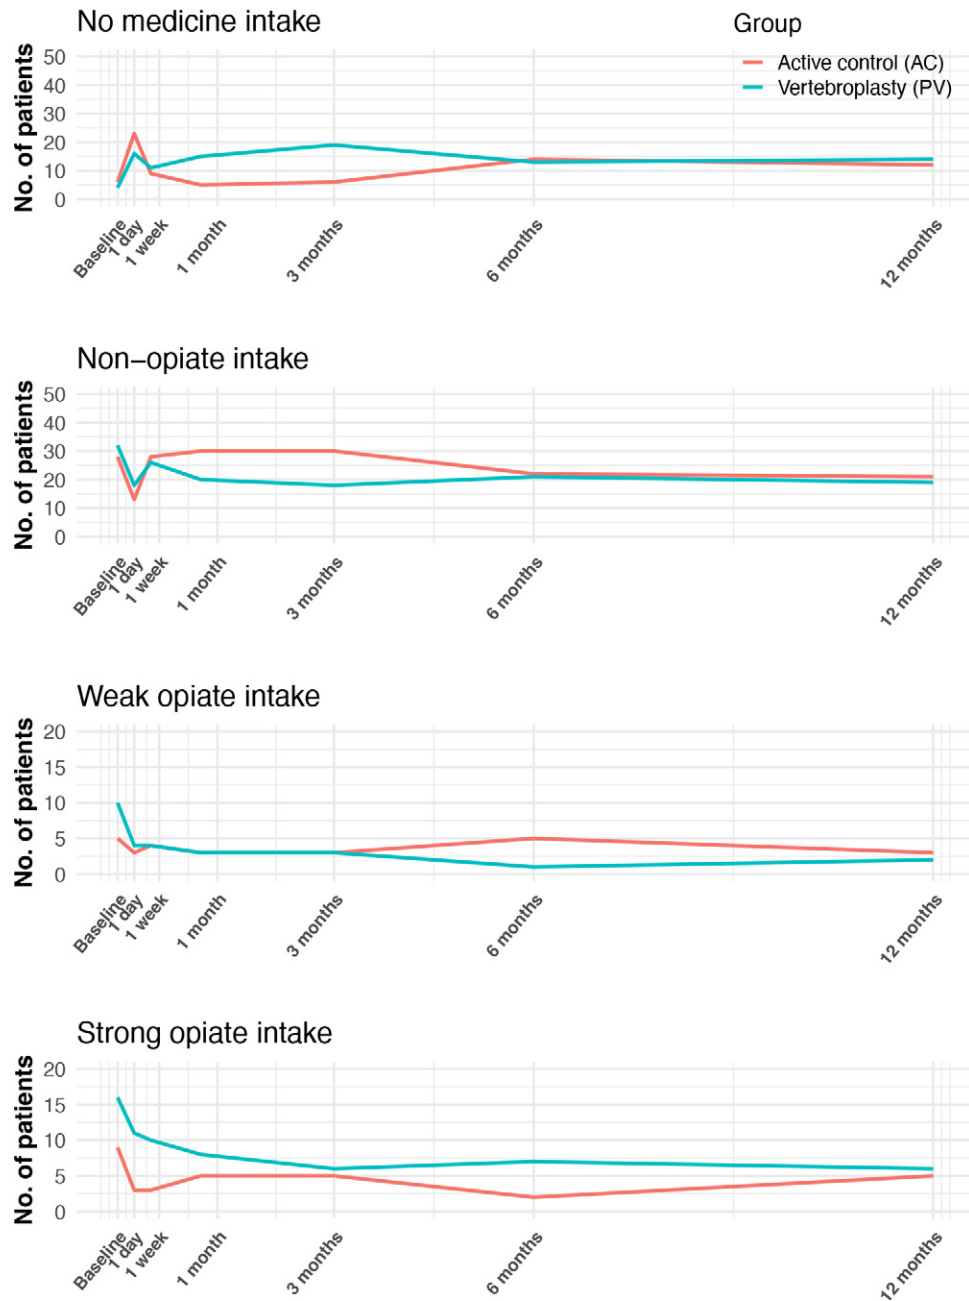 No medicine intake
Group
Active control (AC)
Vertebroplasty (PV)
No. of patients
50
40
30
20
10
0
Baseline
1 day
1 week
1 month
3 months
6 months
12 months
Non–opiate intake
No. of patients
50
40
30
20
10
0
Baseline
1 day
1 week
1 month
3 months
6 months
12 months
Weak opiate intake
No. of patients
20
15
10
5
0
Baseline
1 day
1 week
1 month
3 months
6 months
12 months
Strong opiate intake
No. of patients
20
15
10
5
0
Baseline
1 day
1 week
1 month
3 months
6 months
12 months